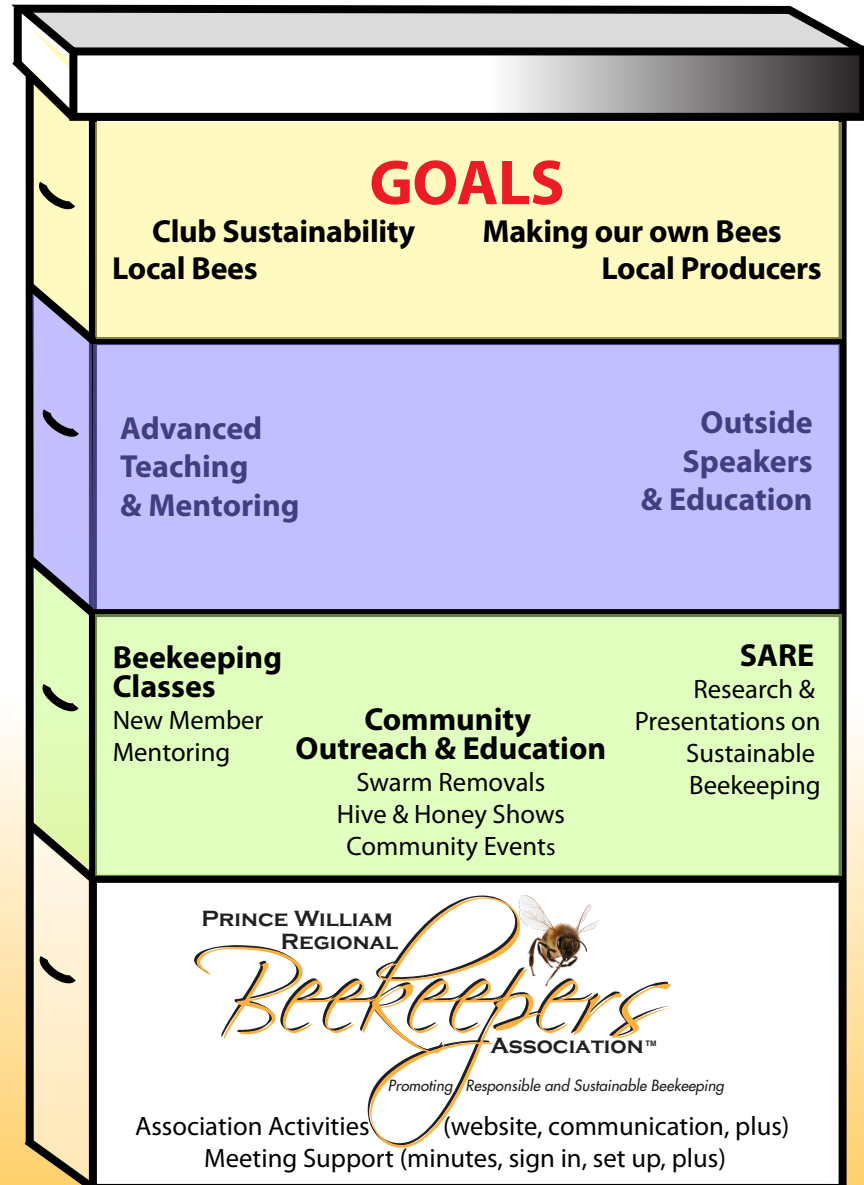 GOALS
Club Sustainability Making our own Bees
Local Bees Local Producers
Advanced
Teaching
& Mentoring
Outside
Speakers
& Education
Beekeeping
Classes
New Member
Mentoring
Community
Outreach & Education
Swarm Removals
Hive & Honey Shows
Community Events
SARE
Research &
Presentations on
Sustainable
Beekeeping
PRINCE WILLIAM
REGIONAL
Beekeepers
ASSOCIATION™
Promoting Responsible and Sustainable Beekeeping
Association Activities (website, communication, plus)
Meeting Support (minutes, sign in, set up, plus)